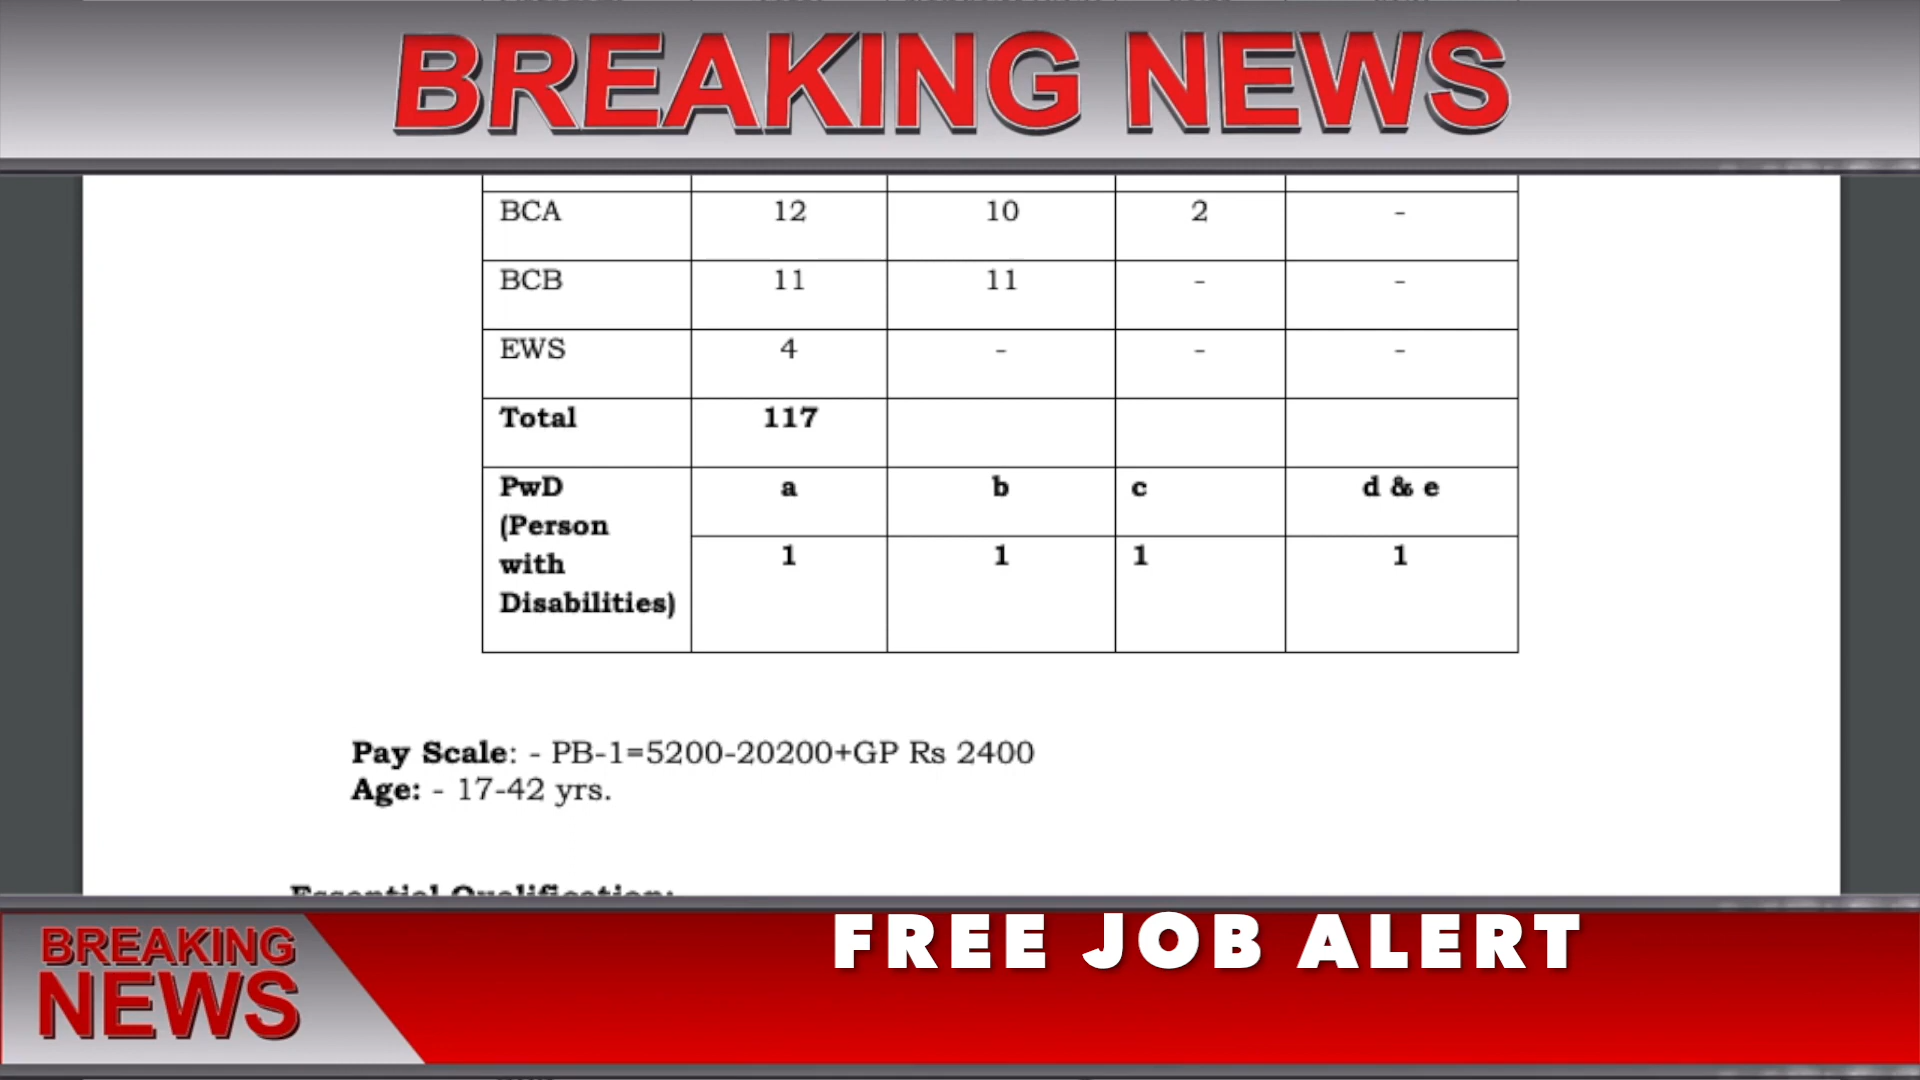 BREAKING NEWS
BCA 12 10 2 -
BCB 11 11 - -
EWS 4 - - -
Total 117
PwD a b c d & e
(Person
with 1 1 1 1
Disabilities)
Pay Scale: - PB-1=5200-20200+GP Rs 2400
Age: - 17-42 yrs.
Essential Qualification:
FREE JOB ALERT
BREAKING
NEWS